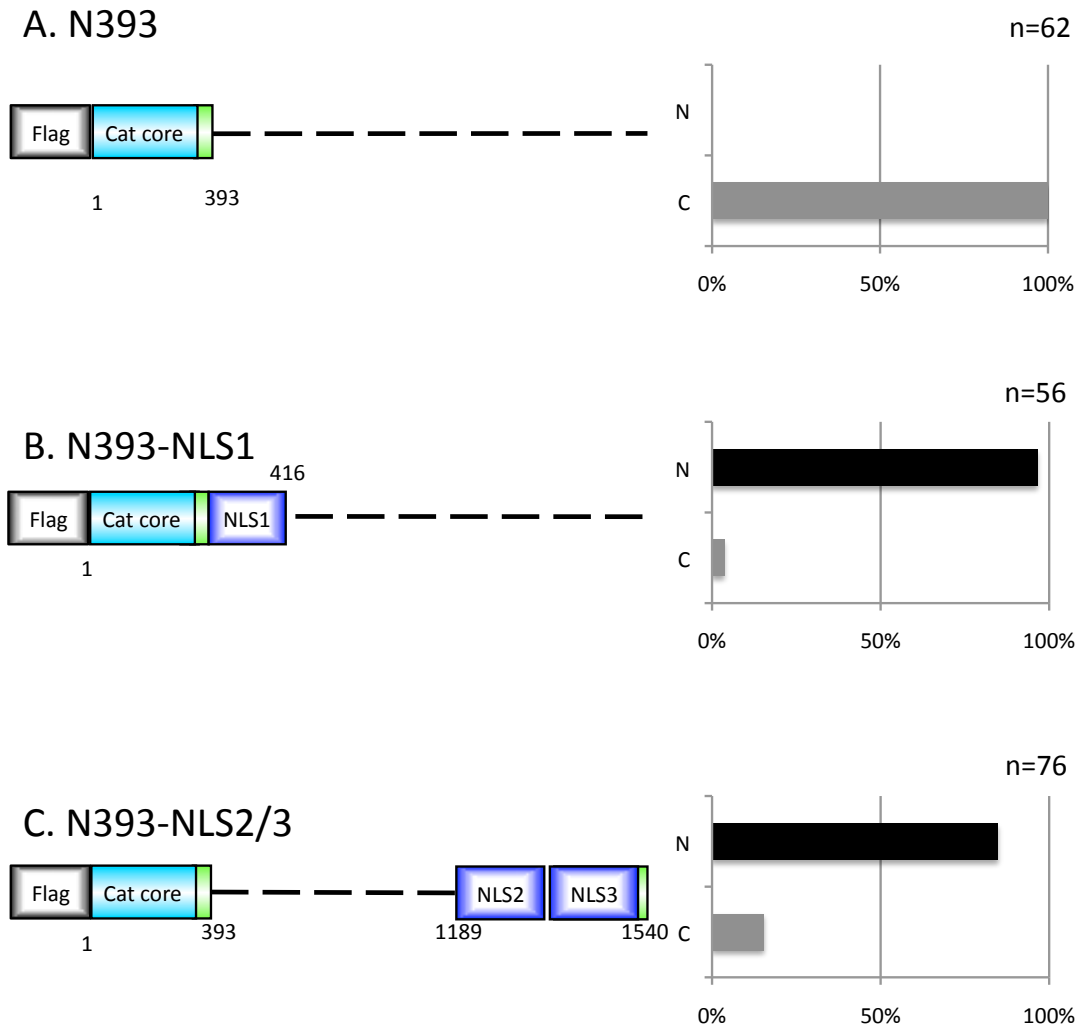 A. N393
n=62
Flag Cat core
1 393
N
C
0% 50% 100%
B. N393-NLS1
n=56
416
Flag Cat core NLS1
1
N
C
0% 50% 100%
C. N393-NLS2/3
n=76
Flag Cat core NLS2 NLS3
1 393 1189 1540
N
C
0% 50% 100%